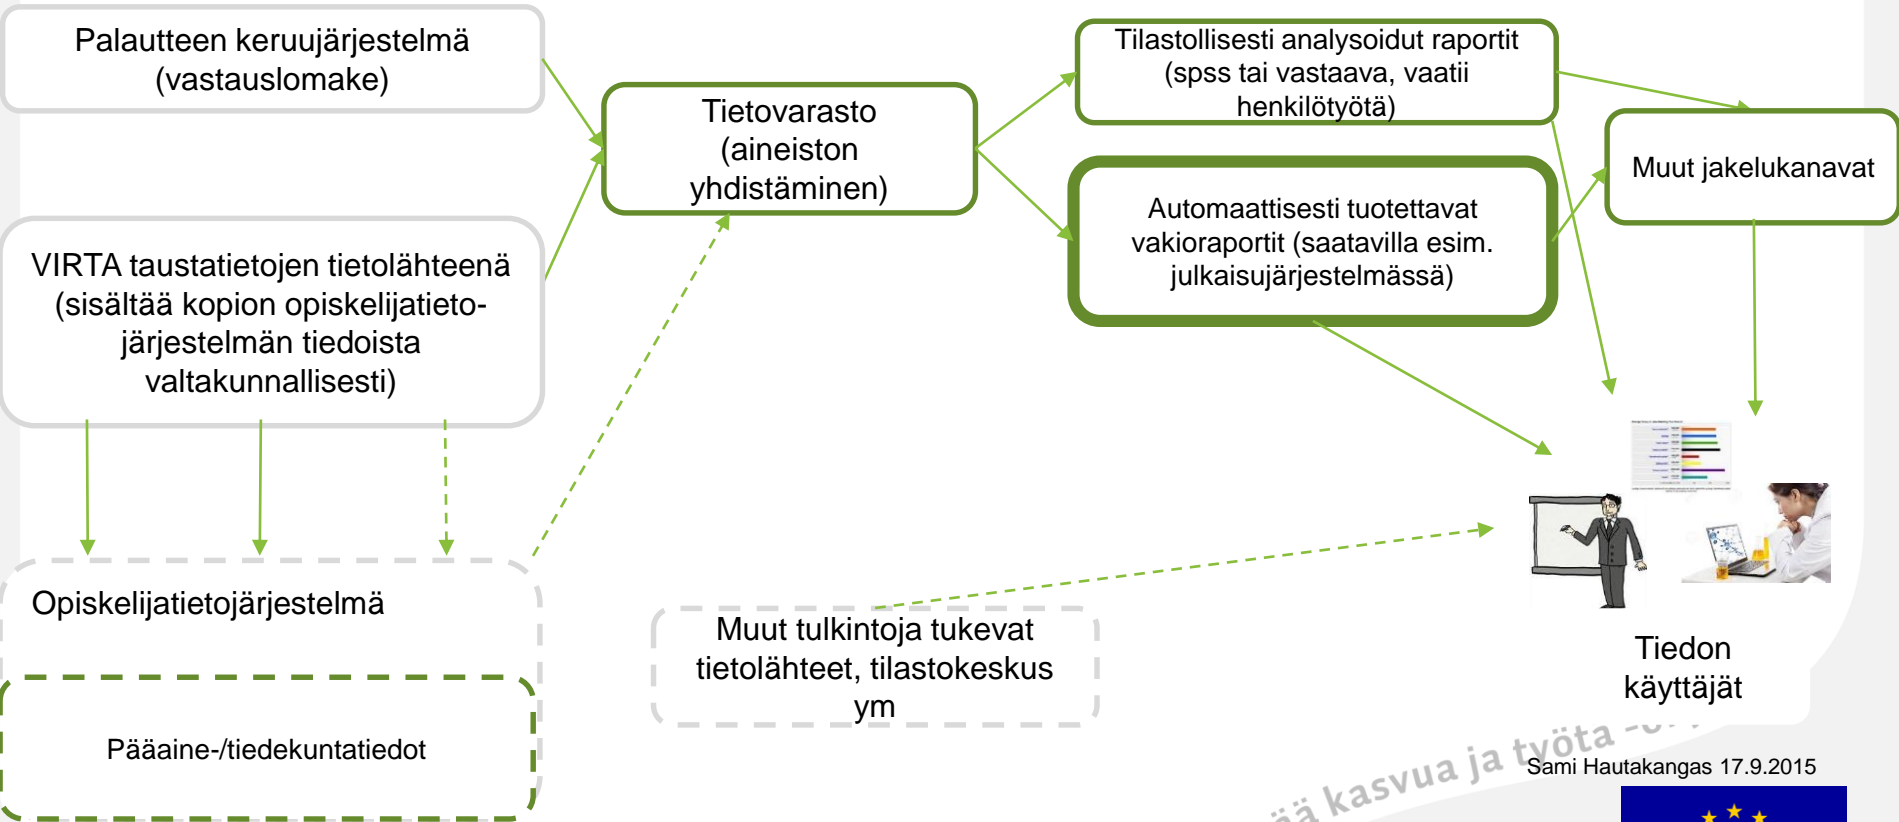 Palautteen keruujärjestelmä
(vastauslomake)
VIRTA taustatietojen tietolähteenä
(sisältää kopion opiskelijatieto-
järjestelmän tiedoista
valtakunnallisesti)
Opiskelijatietojärjestelmä
Pääaine-/tiedekuntatiedot
Tietovarasto
(aineiston
yhdistäminen)
Muut tulkintoja tukevat
tietolähteet, tilastokeskus
ym
Tilastollisesti analysoidut raportit
(spss tai vastaava, vaatii
henkilötyötä)
Automaattisesti tuotettavat
vakioraportit (saatavilla esim.
julkaisujärjestelmässä)
Muut jakelukanavat
Tiedon
käyttäjät
kasvua ja työtä
Sami Hautakangas 17.9.2015